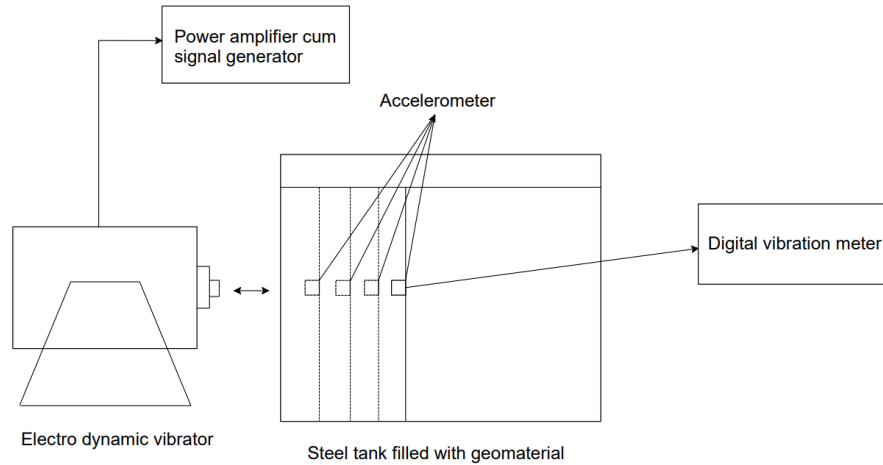 Power amplifier cum
signal generator
Accelerometer
Digital vibration meter
Electro dynamic vibrator
Steel tank filled with geomaterial